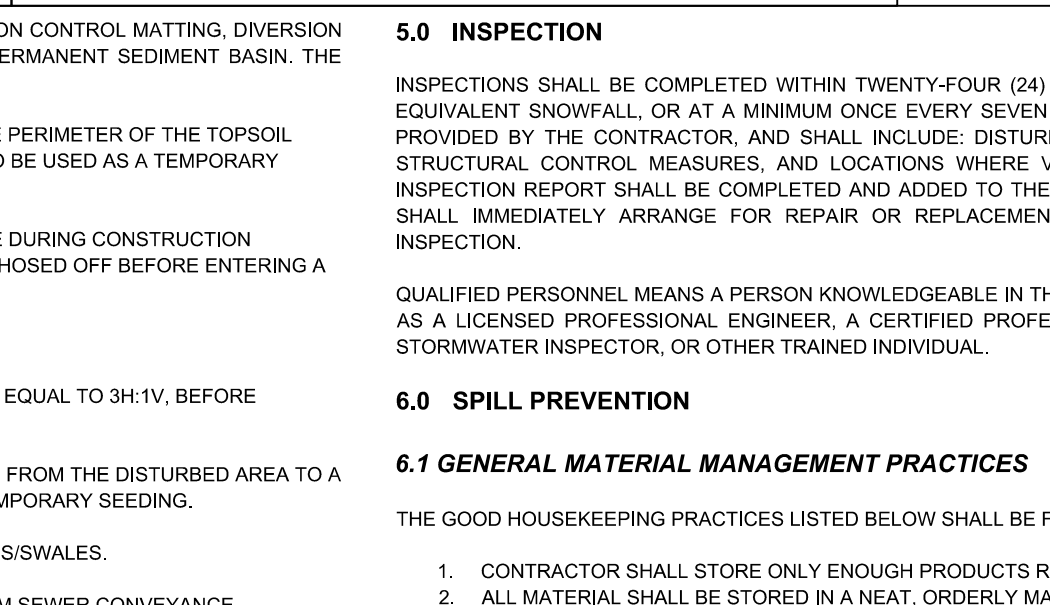 ON CONTROL MATTING, DIVERSION
ERMANENT SEDIMENT BASIN. THE
PERIMETER OF THE TOPSOIL
BE USED AS A TEMPORARY
DURING CONSTRUCTION
HOSED OFF BEFORE ENTERING A
EQUAL TO 3H:1V, BEFORE
FROM THE DISTURBED AREA TO A
MPORARY SEEDING.
S/SWALES.
M SEWER CONVEYANCE
5.0 INSPECTION
INSPECTIONS SHALL BE COMPLETED WITHIN TWENTY-FOUR (24)
EQUIVALENT SNOWFALL, OR AT A MINIMUM ONCE EVERY SEVEN
PROVIDED BY THE CONTRACTOR, AND SHALL INCLUDE: DISTUR
STRUCTURAL CONTROL MEASURES, AND LOCATIONS WHERE V
INSPECTION REPORT SHALL BE COMPLETED AND ADDED TO THE
SHALL IMMEDIATELY ARRANGE FOR REPAIR OR REPLACEMEN
INSPECTION.
QUALIFIED PERSONNEL MEANS A PERSON KNOWLEDGEABLE IN TH
AS A LICENSED PROFESSIONAL ENGINEER, A CERTIFIED PROFE
STORMWATER INSPECTOR, OR OTHER TRAINED INDIVIDUAL.
6.0 SPILL PREVENTION
6.1 GENERAL MATERIAL MANAGEMENT PRACTICES
THE GOOD HOUSEKEEPING PRACTICES LISTED BELOW SHALL BE F
1. CONTRACTOR SHALL STORE ONLY ENOUGH PRODUCTS R
2. ALL MATERIAL SHALL BE STORED IN A NEAT, ORDERLY MA